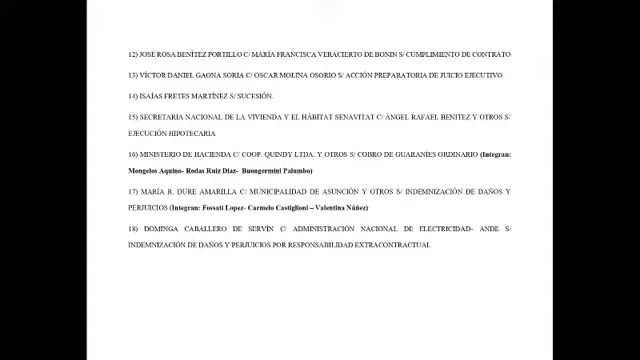 12) JOSÉ ROSA BENÍTEZ PORTILLO C/ MARÍA FRANCISCA VERACIERTO DE BONIN S/ CUMPLIMIENTO DE CONTRATO
13) VÍCTOR DANIEL GAONA SORIA C/ OSCAR MOLINA OSORIO S/ ACCIÓN PREPARATORIA DE JUICIO EJECUTIVO
14) ISAÍAS FRETES MARTÍNEZ S/ SUCESIÓN.
15) SECRETARIA NACIONAL DE LA VIVIENDA Y EL HÁBITAT SENAVITAT C/ ÁNGEL RAFAEL BENITEZ Y OTROS S/
EJECUCIÓN HIPOTECARIA
16) MINISTERIO DE HACIENDA C/ COOP. QUINDY LTDA. Y OTROS S/ COBRO DE GUARANÍES ORDINARIO (Integran:
Mongelos Aquino- Rodas Ruiz Diaz- Buongermini Palumbo)
17) MARÍA R. DURE AMARILLA C/ MUNICIPALIDAD DE ASUNCIÓN Y OTROS S/ INDEMNIZACIÓN DE DAÑOS Y
PERJUICIOS (Integran: Fossati Lopez- Carmelo Castiglioni – Valentina Núñez)
18) DOMINGA CABALLERO DE SERVÍN C/ ADMINISTRACIÓN NACIONAL DE ELECTRICIDAD- ANDE S/
INDEMNIZACIÓN DE DAÑOS Y PERJUICIOS POR RESPONSABILIDAD EXTRACONTRACTUAL